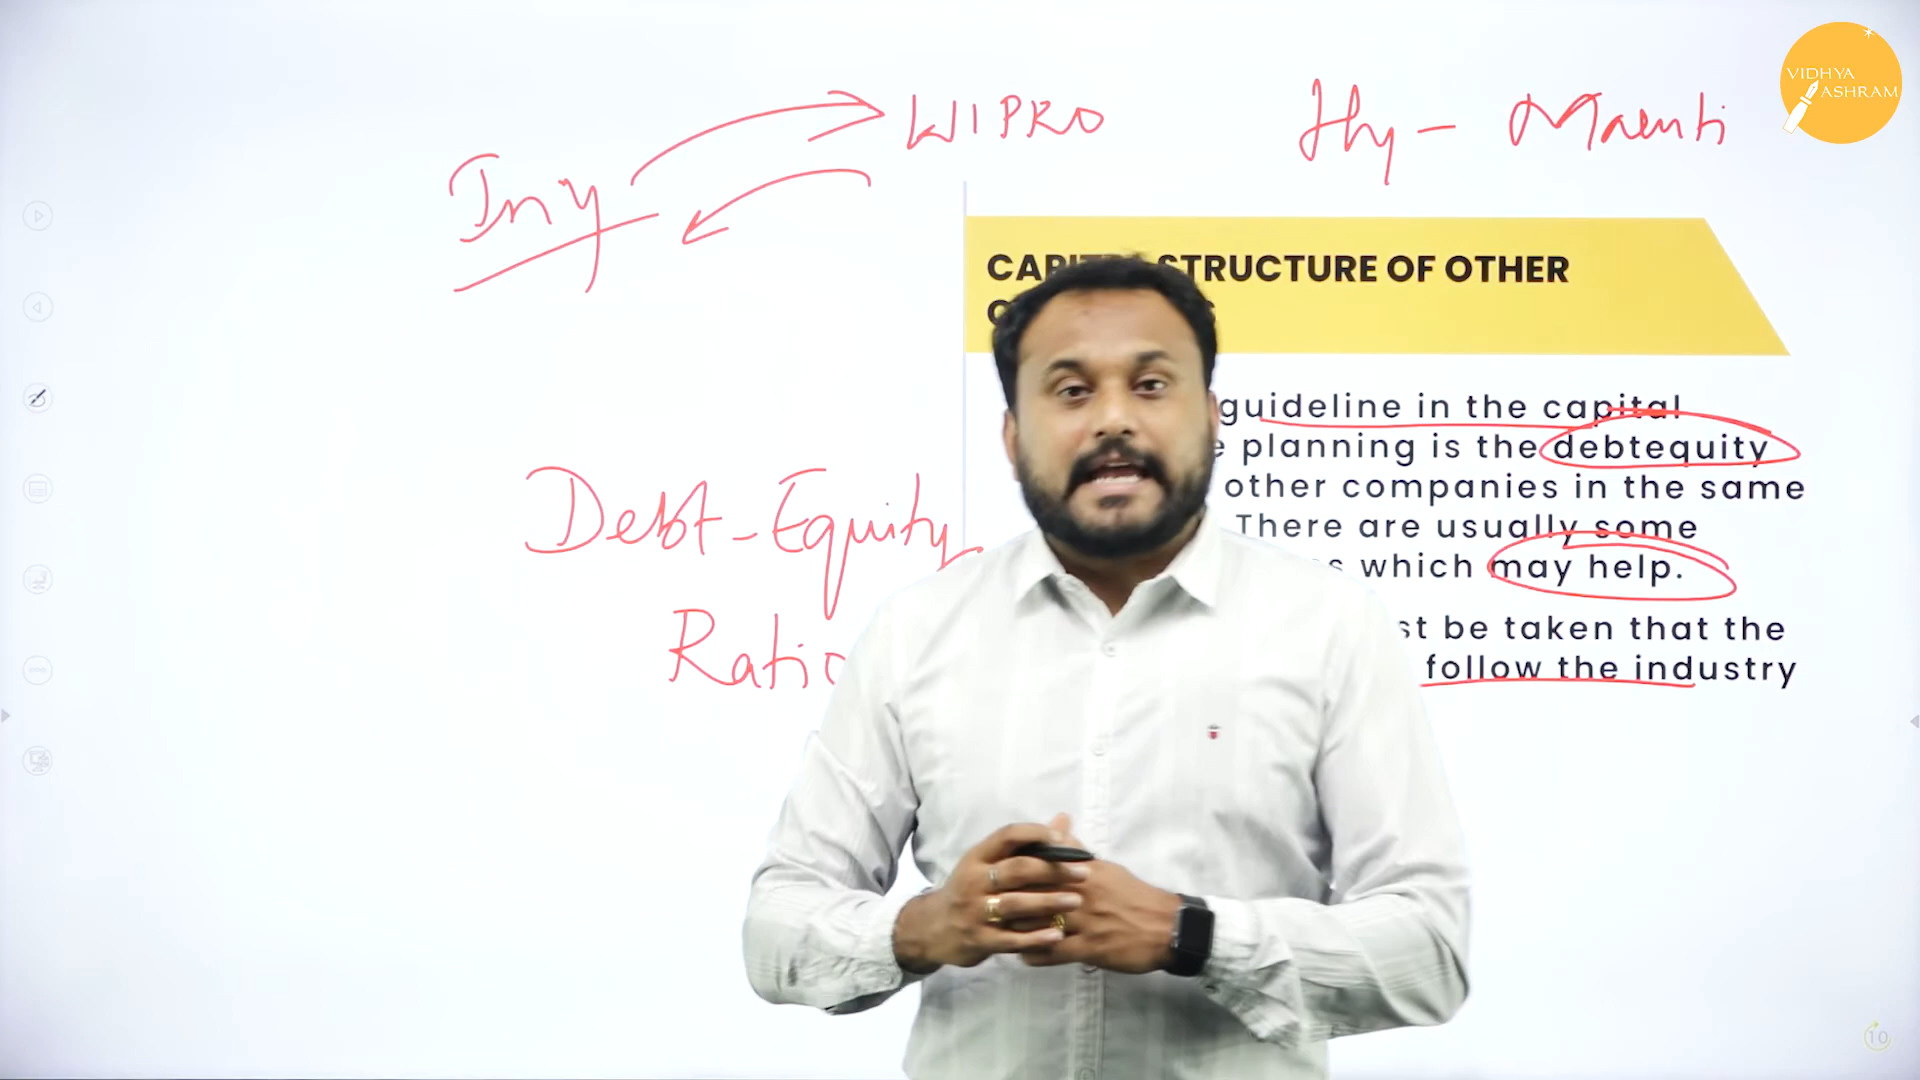 VIDHYA
ASHRAM
WIPRO
Hy - Maruti
Iny
CAPITAL STRUCTURE OF OTHER
guideline in the capital
planning is the debtequity
other companies in the same
There are usually some
which may help.
st be taken that the
follow the industry
Debt-Equity
Ratio